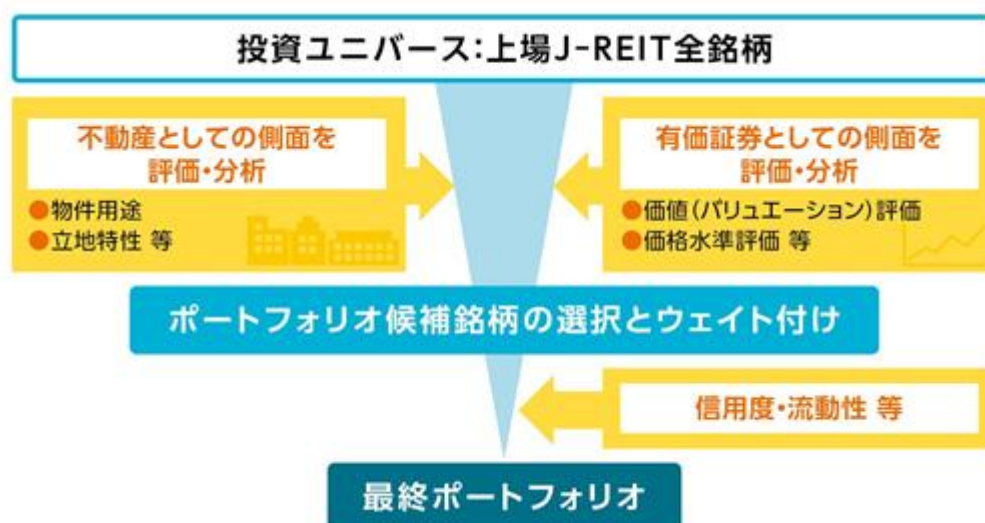 投資ユニバース:上場J-REIT全銘柄
不動産としての側面を
評価・分析
●物件用途
●立地特性 等
有価証券としての側面を
評価・分析
●価値(バリュエーション)評価
●価格水準評価 等
ポートフォリオ候補銘柄の選択とウェイト付け
信用度・流動性 等
最終ポートフォリオ